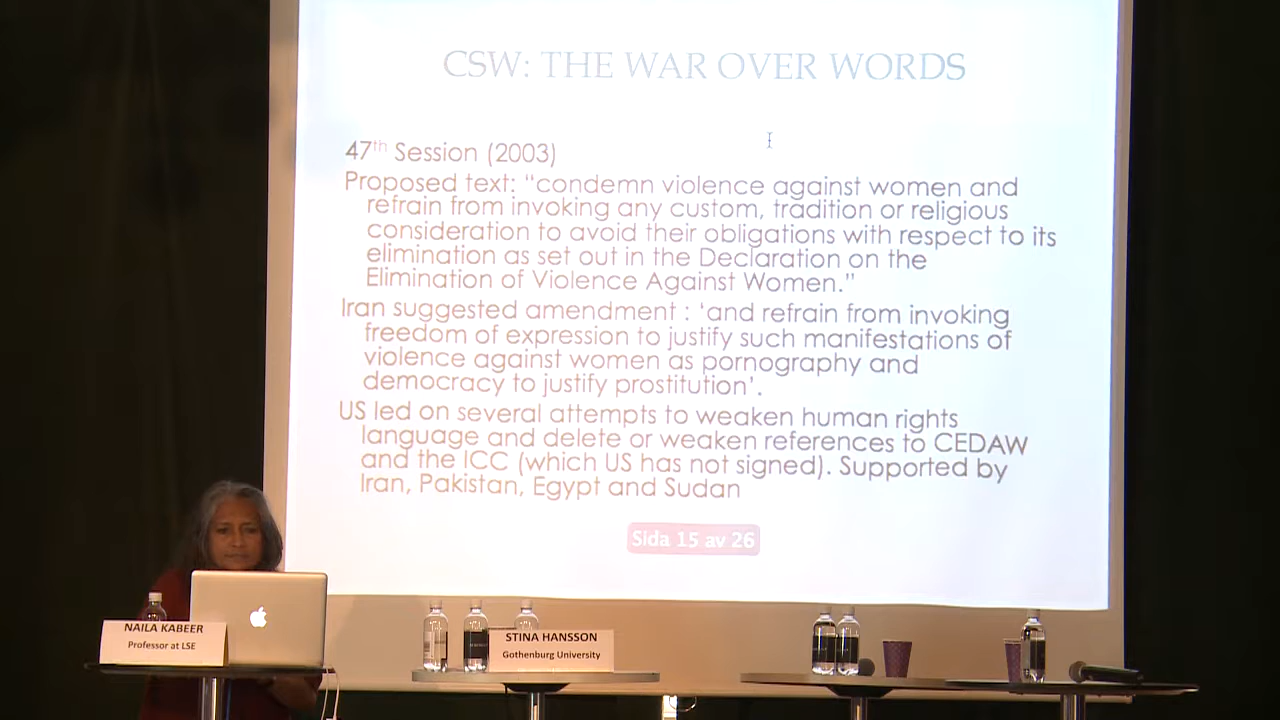 CSW: THE WAR OVER WORDS
47th Session (2003)
Proposed text: “condemn violence against women and
refrain from invoking any custom, tradition or religious
consideration to avoid their obligations with respect to its
elimination as set out in the Declaration on the
Elimination of Violence Against Women.”
Iran suggested amendment : ‘and refrain from invoking
freedom of expression to justify such manifestations of
violence against women as pornography and
democracy to justify prostitution’.
US led on several attempts to weaken human rights
language and delete or weaken references to CEDAW
and the ICC (which US has not signed). Supported by
Iran, Pakistan, Egypt and Sudan
Sida 15 av 26
NAILA KABEER
Professor at LSE
STINA HANSSON
Gothenburg University